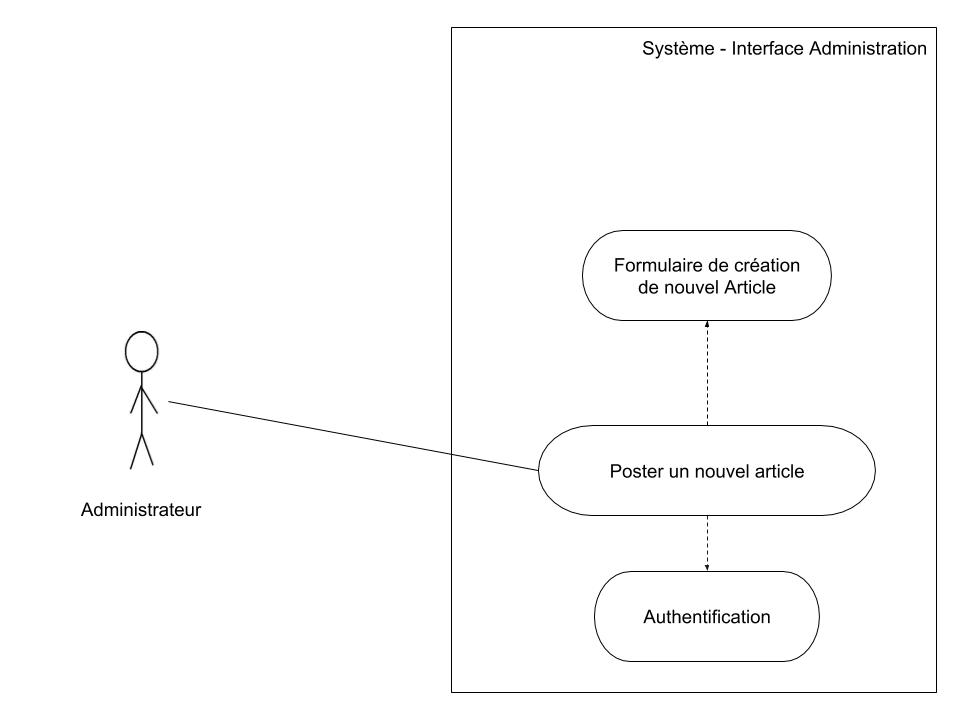 Système - Interface Administration
Formulaire de création
de nouvel Article
Poster un nouvel article
Administrateur
Authentification